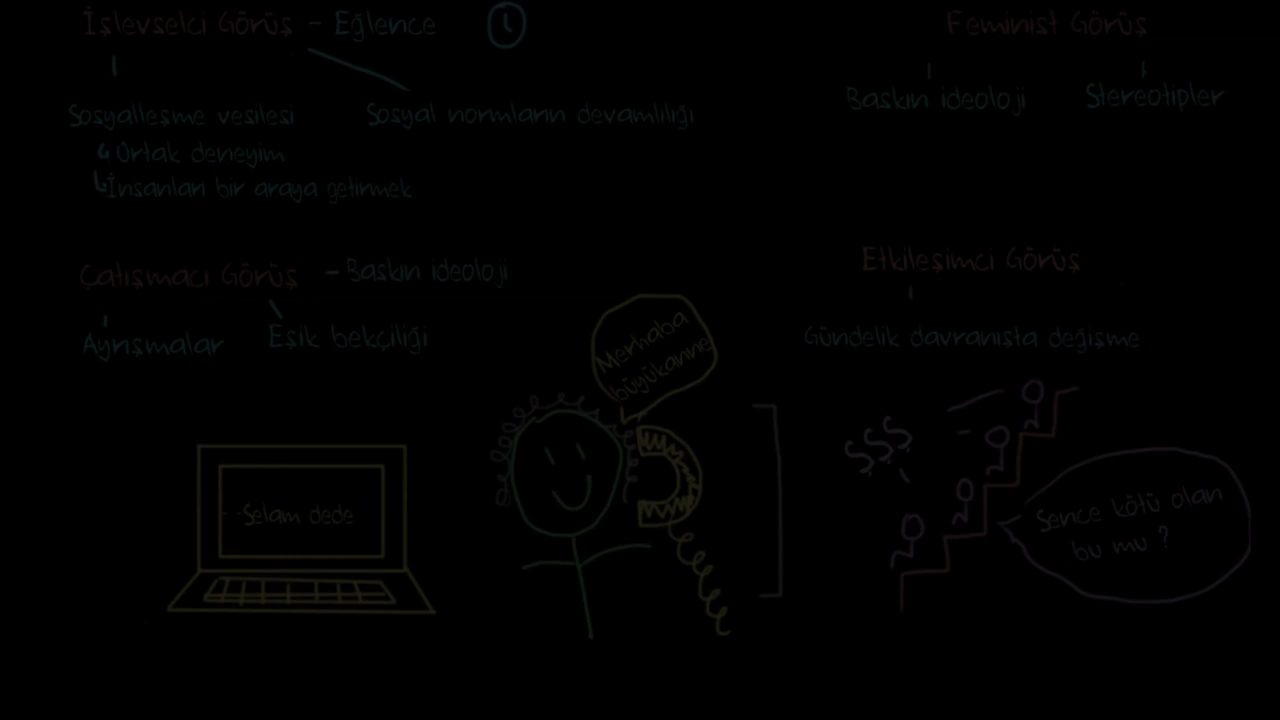 İşlevselci Görüş - Eğlence
Sosyalleşme vesilesi
Ortak deneyim
İnsanları bir araya getirmek
Sosyal normların devamlılığı
Feminist Görüş
Baskın ideoloji
Stereotipler
Çatışmacı Görüş - Baskın ideoloji
Ayrışmalar
Eşik bekçiliği
Etkileşimci Görüş
Gündelik davranışta değişme
Merhaba
büyükanne
Selam dede
Sence kötü olan
bu mu ?